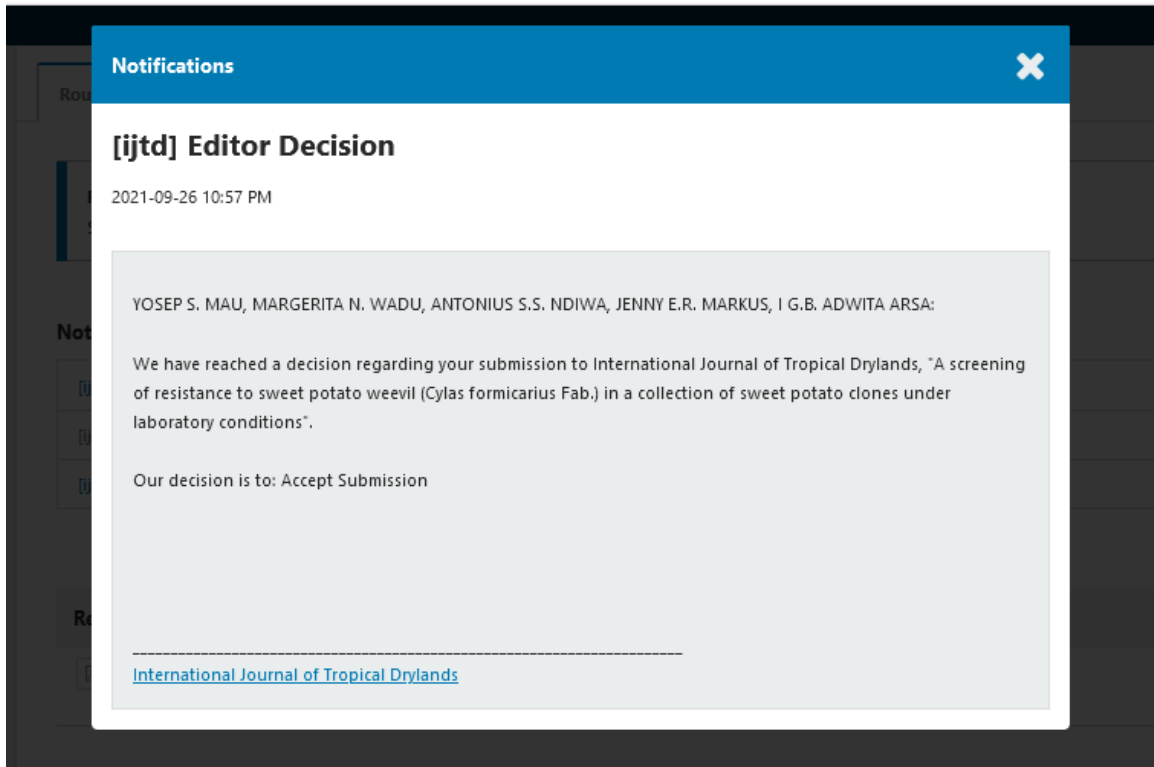 Notifications
[ijtd] Editor Decision
2021-09-26 10:57 PM
YOSEP S. MAU, MARGERITA N. WADU, ANTONIUS S.S. NDIWA, JENNY E.R. MARKUS, I G.B. ADWITA ARSA:
We have reached a decision regarding your submission to International Journal of Tropical Drylands, "A screening
of resistance to sweet potato weevil (Cylas formicarius Fab.) in a collection of sweet potato clones under
laboratory conditions".
Our decision is to: Accept Submission
International Journal of Tropical Drylands